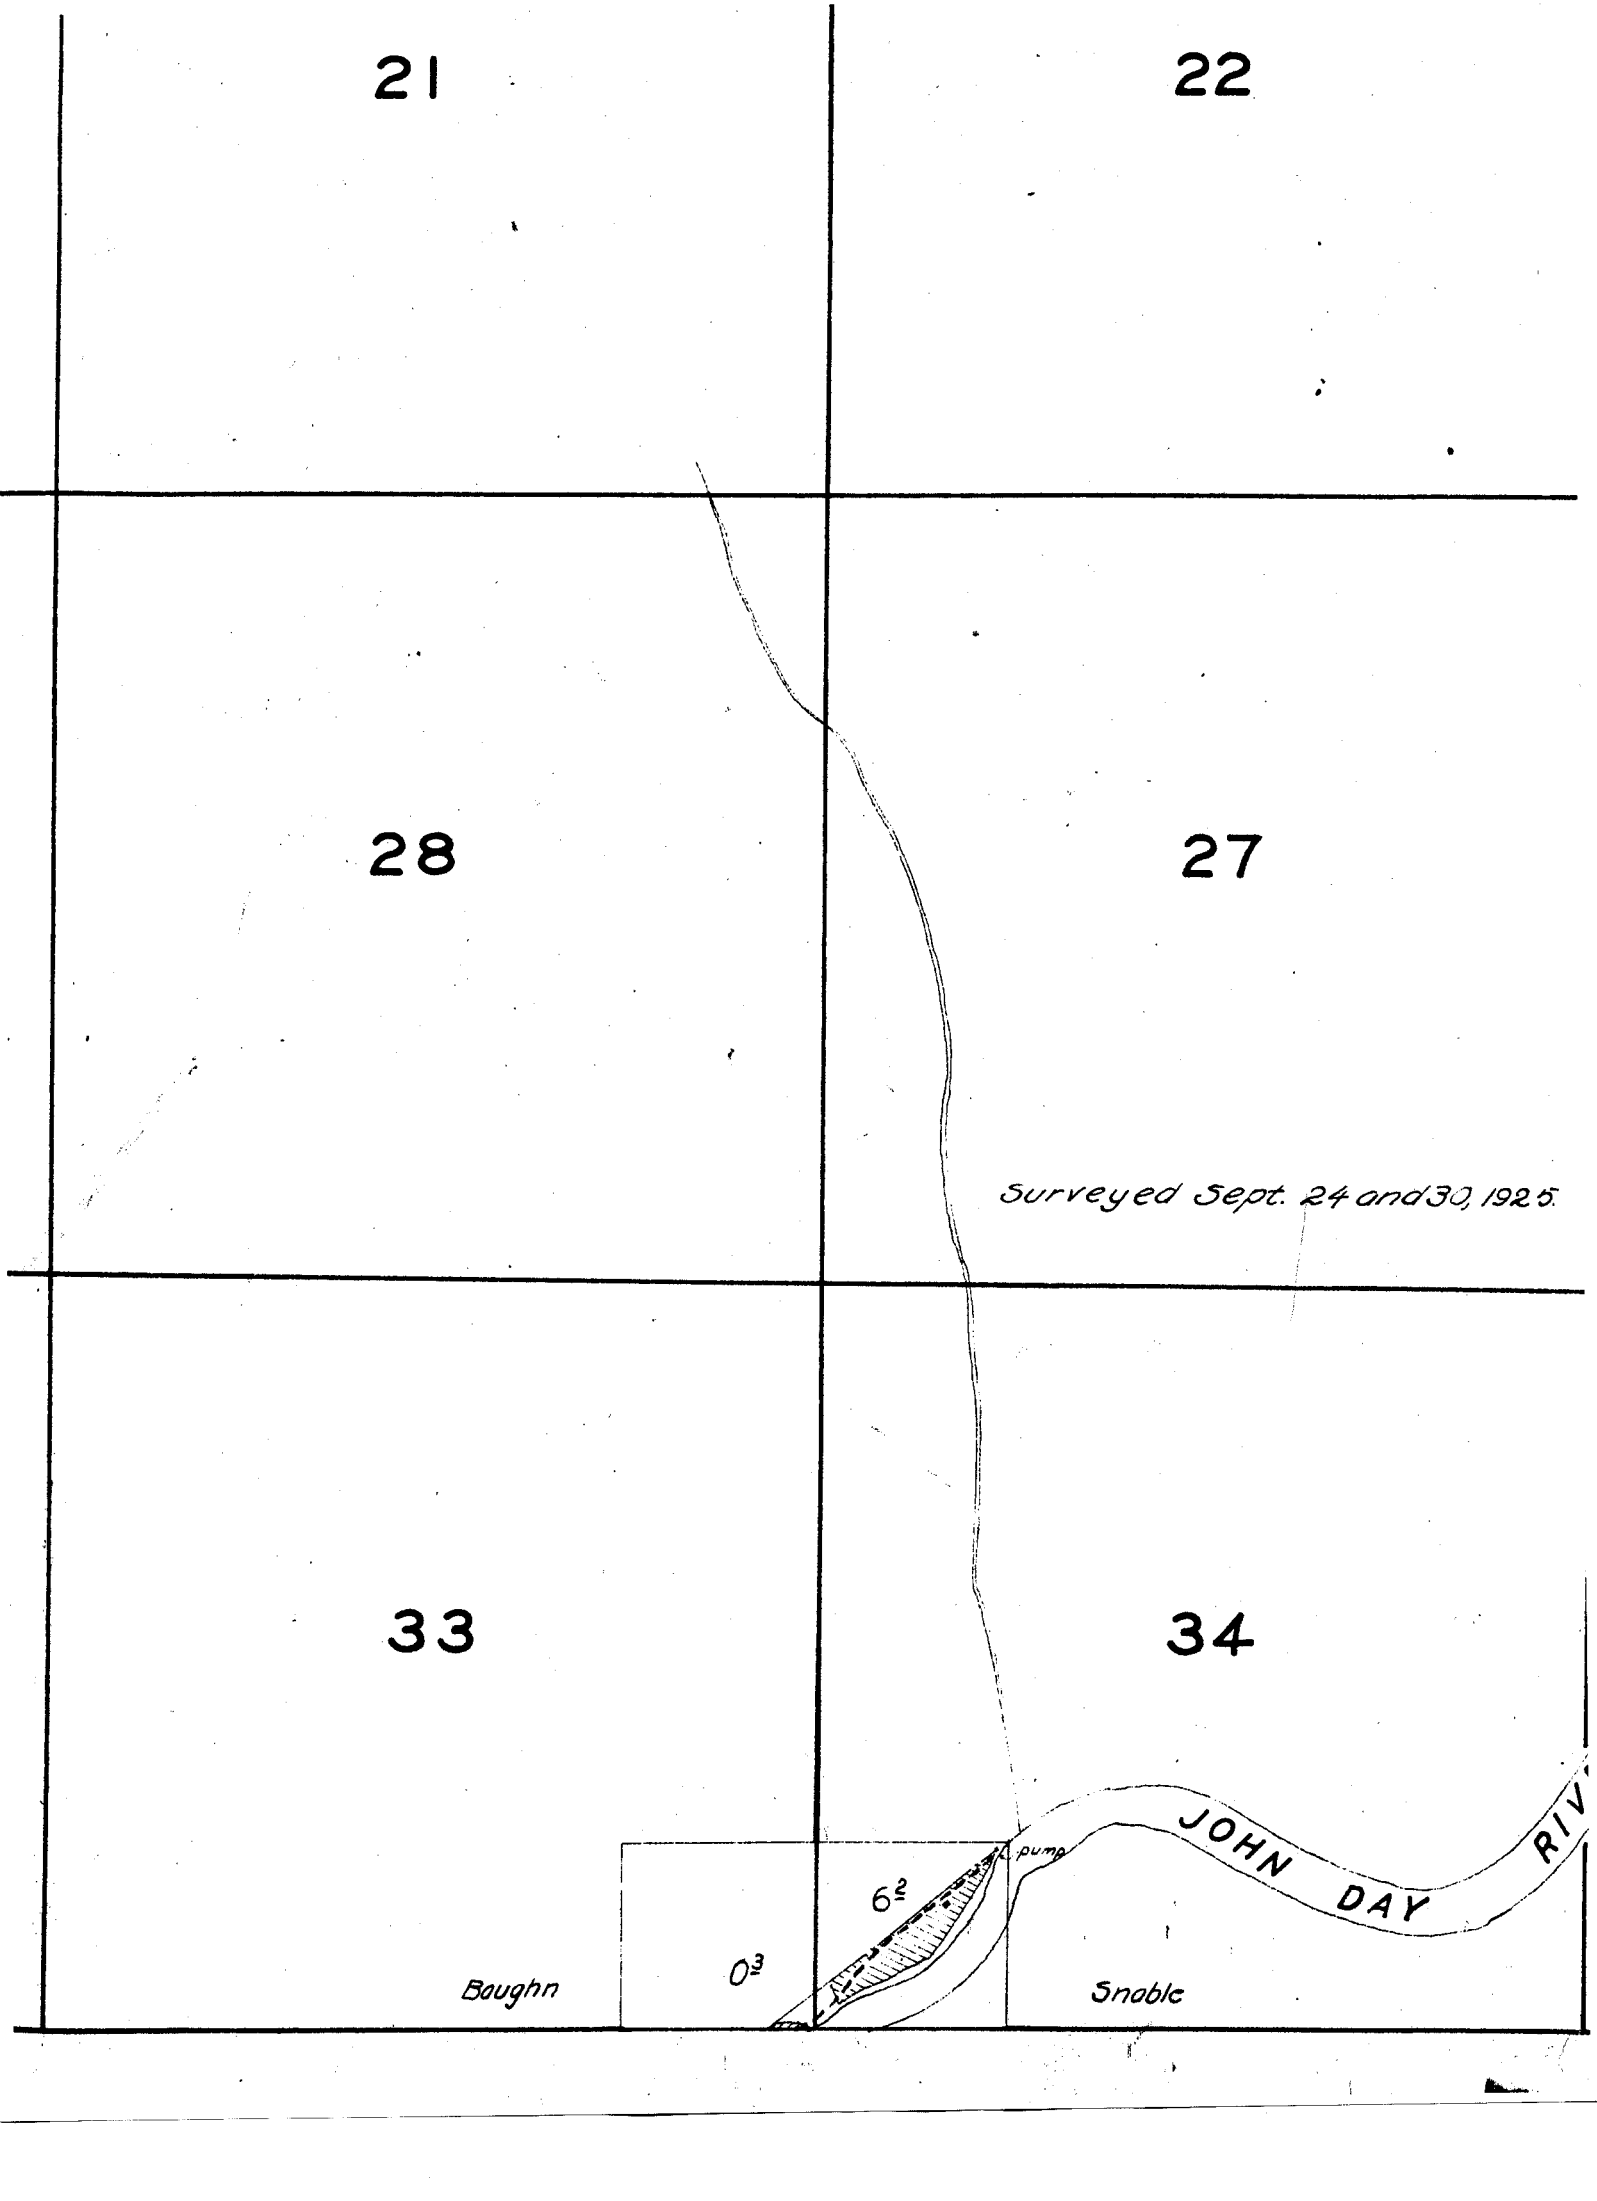 21
22
28
27
Surveyed Sept. 24 and 30, 1925.
33
34
pump
JOHN DAY RIV
6²
0³
Baughn
Snable